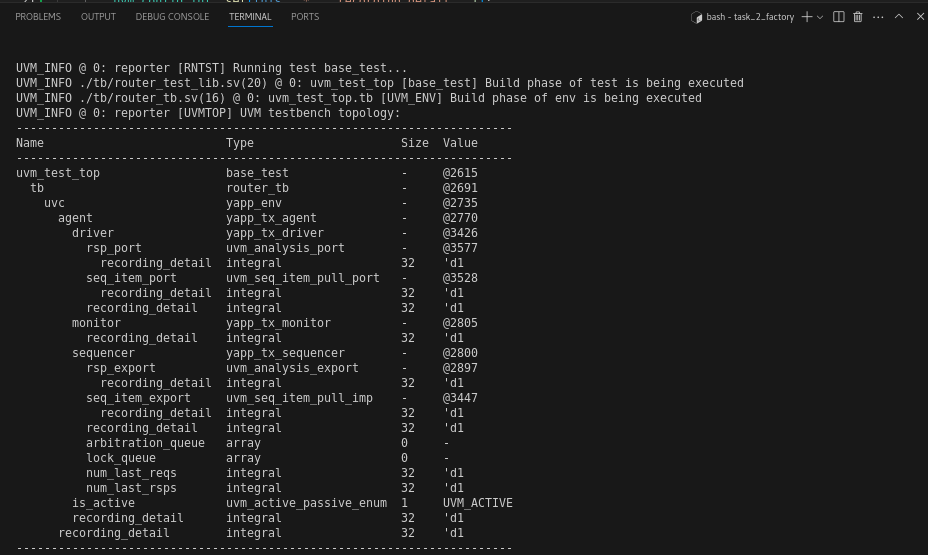 PROBLEMS OUTPUT DEBUG CONSOLE TERMINAL PORTS bash - task_2_factory
UVM_INFO @ 0: reporter [RNTST] Running test base_test...
UVM_INFO ./tb/router_test_lib.sv(20) @ 0: uvm_test_top [base_test] Build phase of test is being executed
UVM_INFO ./tb/router_tb.sv(16) @ 0: uvm_test_top.tb [UVM_ENV] Build phase of env is being executed
UVM_INFO @ 0: reporter [UVMTOP] UVM testbench topology:
-----------------------------------------------------------------------
Name                          Type                     Size  Value
-----------------------------------------------------------------------
uvm_test_top                  base_test                -     @2615
  tb                          router_tb                -     @2691
    uvc                       yapp_env                 -     @2735
      agent                   yapp_tx_agent            -     @2770
        driver                yapp_tx_driver           -     @3426
          rsp_port            uvm_analysis_port        -     @3577
            recording_detail  integral                 32    'd1
          seq_item_port       uvm_seq_item_pull_port   -     @3528
            recording_detail  integral                 32    'd1
          recording_detail    integral                 32    'd1
        monitor               yapp_tx_monitor          -     @2805
          recording_detail    integral                 32    'd1
        sequencer             yapp_tx_sequencer        -     @2800
          rsp_export          uvm_analysis_export      -     @2897
            recording_detail  integral                 32    'd1
          seq_item_export     uvm_seq_item_pull_imp    -     @3447
            recording_detail  integral                 32    'd1
          recording_detail    integral                 32    'd1
          arbitration_queue   array                    0     -
          lock_queue          array                    0     -
          num_last_reqs       integral                 32    'd1
          num_last_rsps       integral                 32    'd1
        is_active             uvm_active_passive_enum  1     UVM_ACTIVE
        recording_detail      integral                 32    'd1
      recording_detail        integral                 32    'd1
-----------------------------------------------------------------------